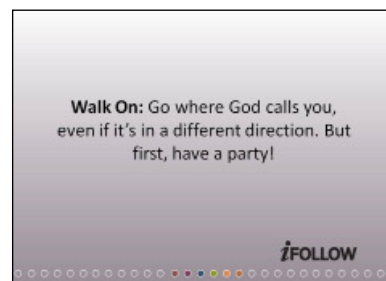 Walk On: Go where God calls you,
even if it's in a different direction. But
first, have a party!
iFOLLOW